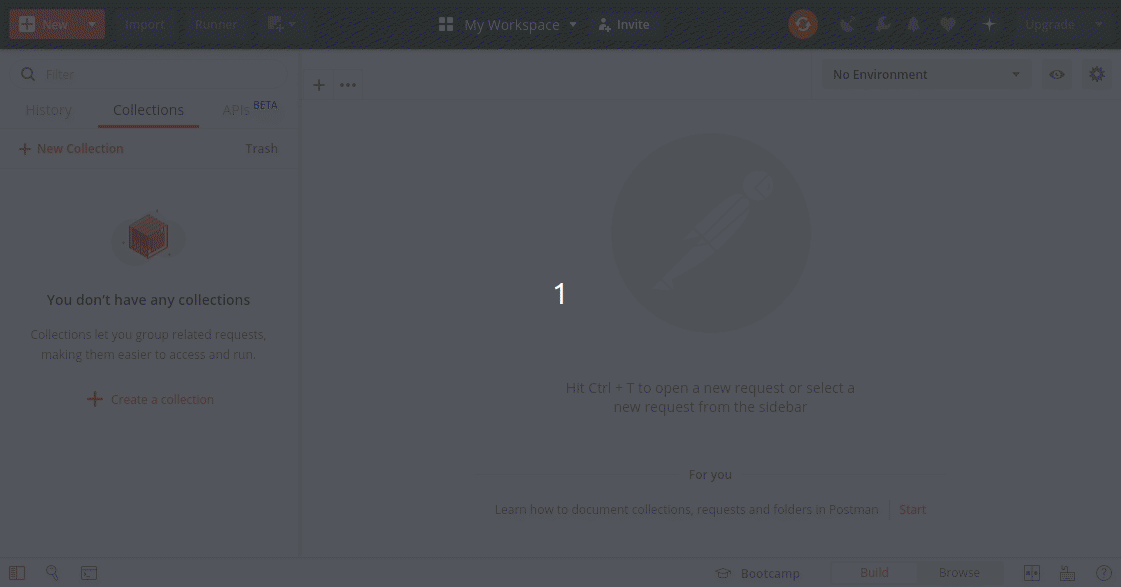 New
Import
Runner
My Workspace
Invite
Upgrade
Filter
No Environment
History
Collections
APIs BETA
New Collection
Trash
You don't have any collections
Collections let you group related requests,
making them easier to access and run.
Create a collection
1
Hit Ctrl + T to open a new request or select a
new request from the sidebar
For you
Learn how to document collections, requests and folders in Postman
Start
Bootcamp
Build
Browse